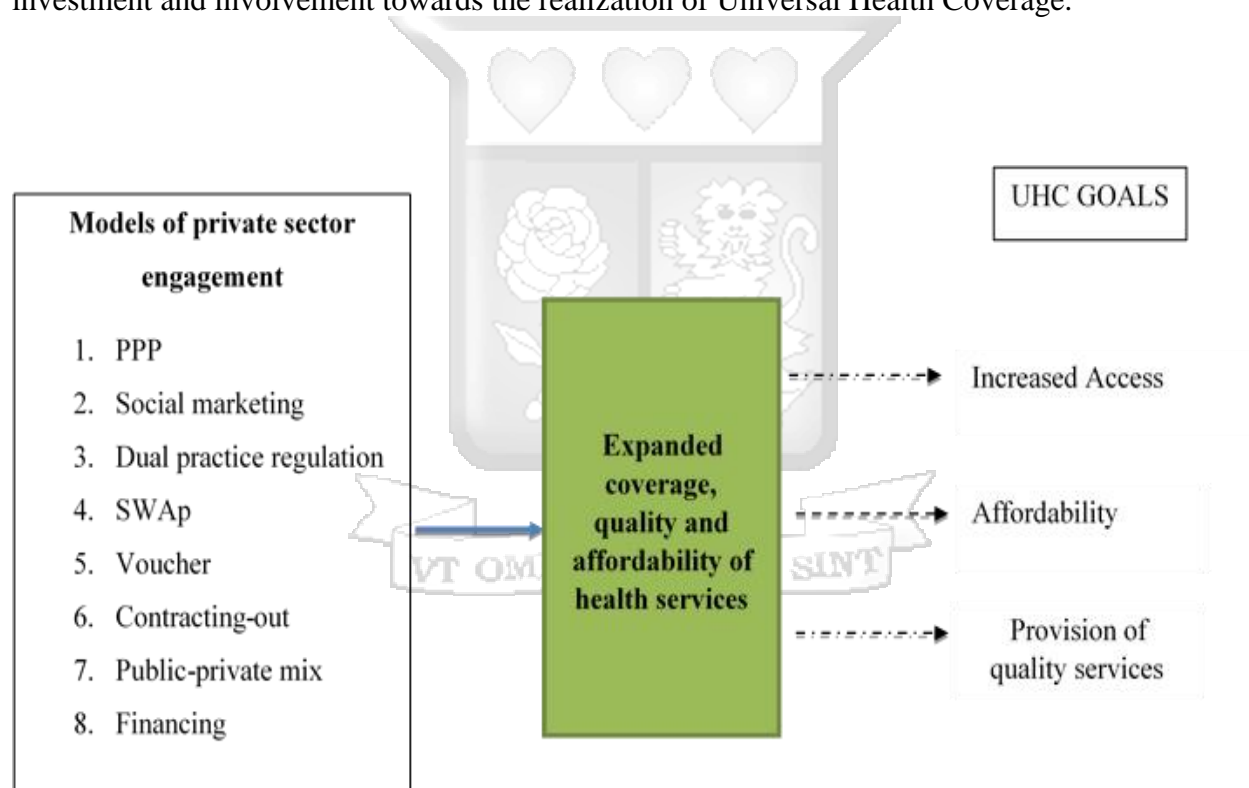 investment and involvement towards the realization of Universal Health Coverage.
Models of private sector
engagement
1. PPP
2. Social marketing
3. Dual practice regulation
4. SWAp
5. Voucher
6. Contracting-out
7. Public-private mix
8. Financing
Expanded
coverage,
quality and
affordability of
health services
UHC GOALS
Increased Access
Affordability
Provision of
quality services
VT OM
SINT